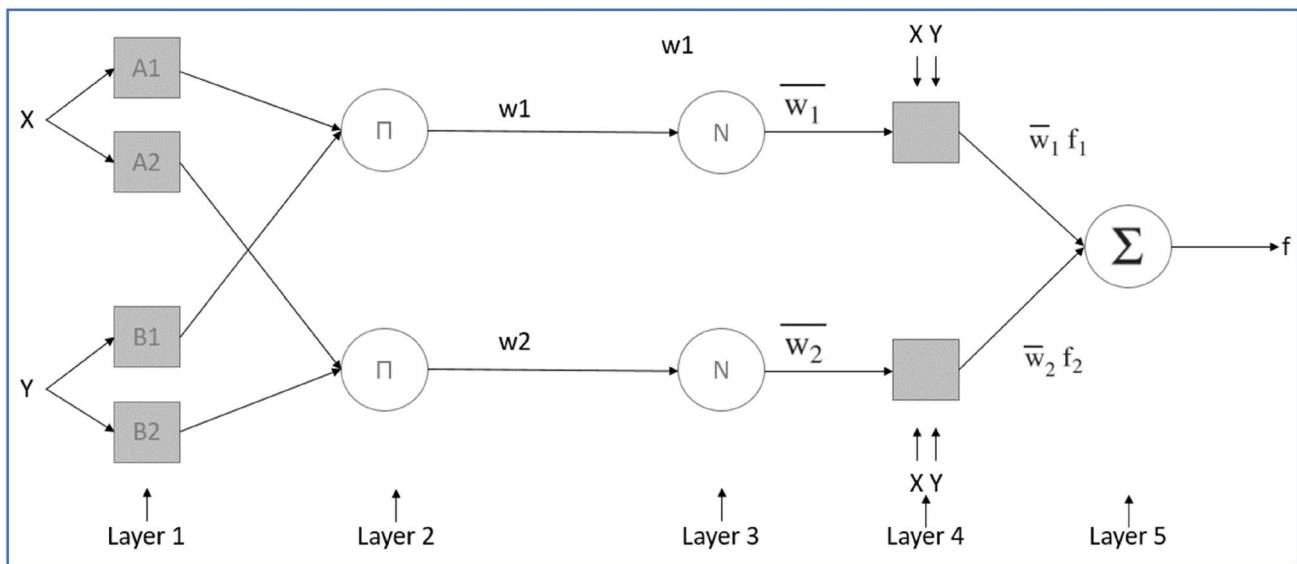 X Y
w1
A1
X
A2
Π
w1
N
w̅₁
w̅₁ f₁
Σ
f
B1
Y
B2
Π
w2
N
w̅₂
w̅₂ f₂
X Y
Layer 1
Layer 2
Layer 3
Layer 4
Layer 5